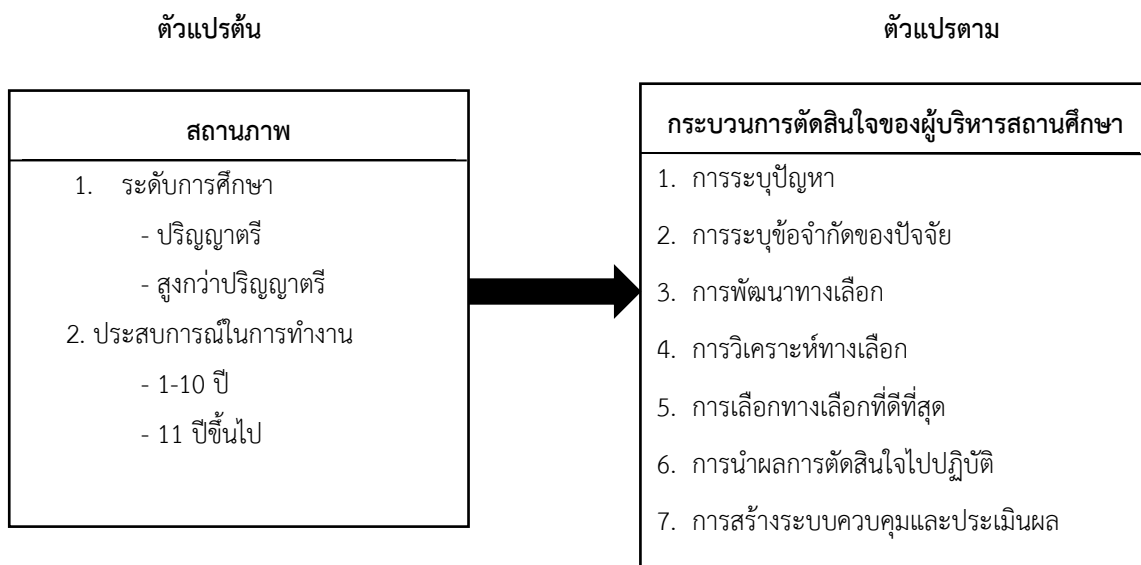 ตัวแปรต้น
ตัวแปรตาม
สถานภาพ
1. ระดับการศึกษา
- ปริญญาตรี
- สูงกว่าปริญญาตรี
2. ประสบการณ์ในการทำงาน
- 1-10 ปี
- 11 ปีขึ้นไป
กระบวนการตัดสินใจของผู้บริหารสถานศึกษา
1. การระบุปัญหา
2. การระบุข้อจำกัดของปัจจัย
3. การพัฒนาทางเลือก
4. การวิเคราะห์ทางเลือก
5. การเลือกทางเลือกที่ดีที่สุด
6. การนำผลการตัดสินใจไปปฏิบัติ
7. การสร้างระบบควบคุมและประเมินผล